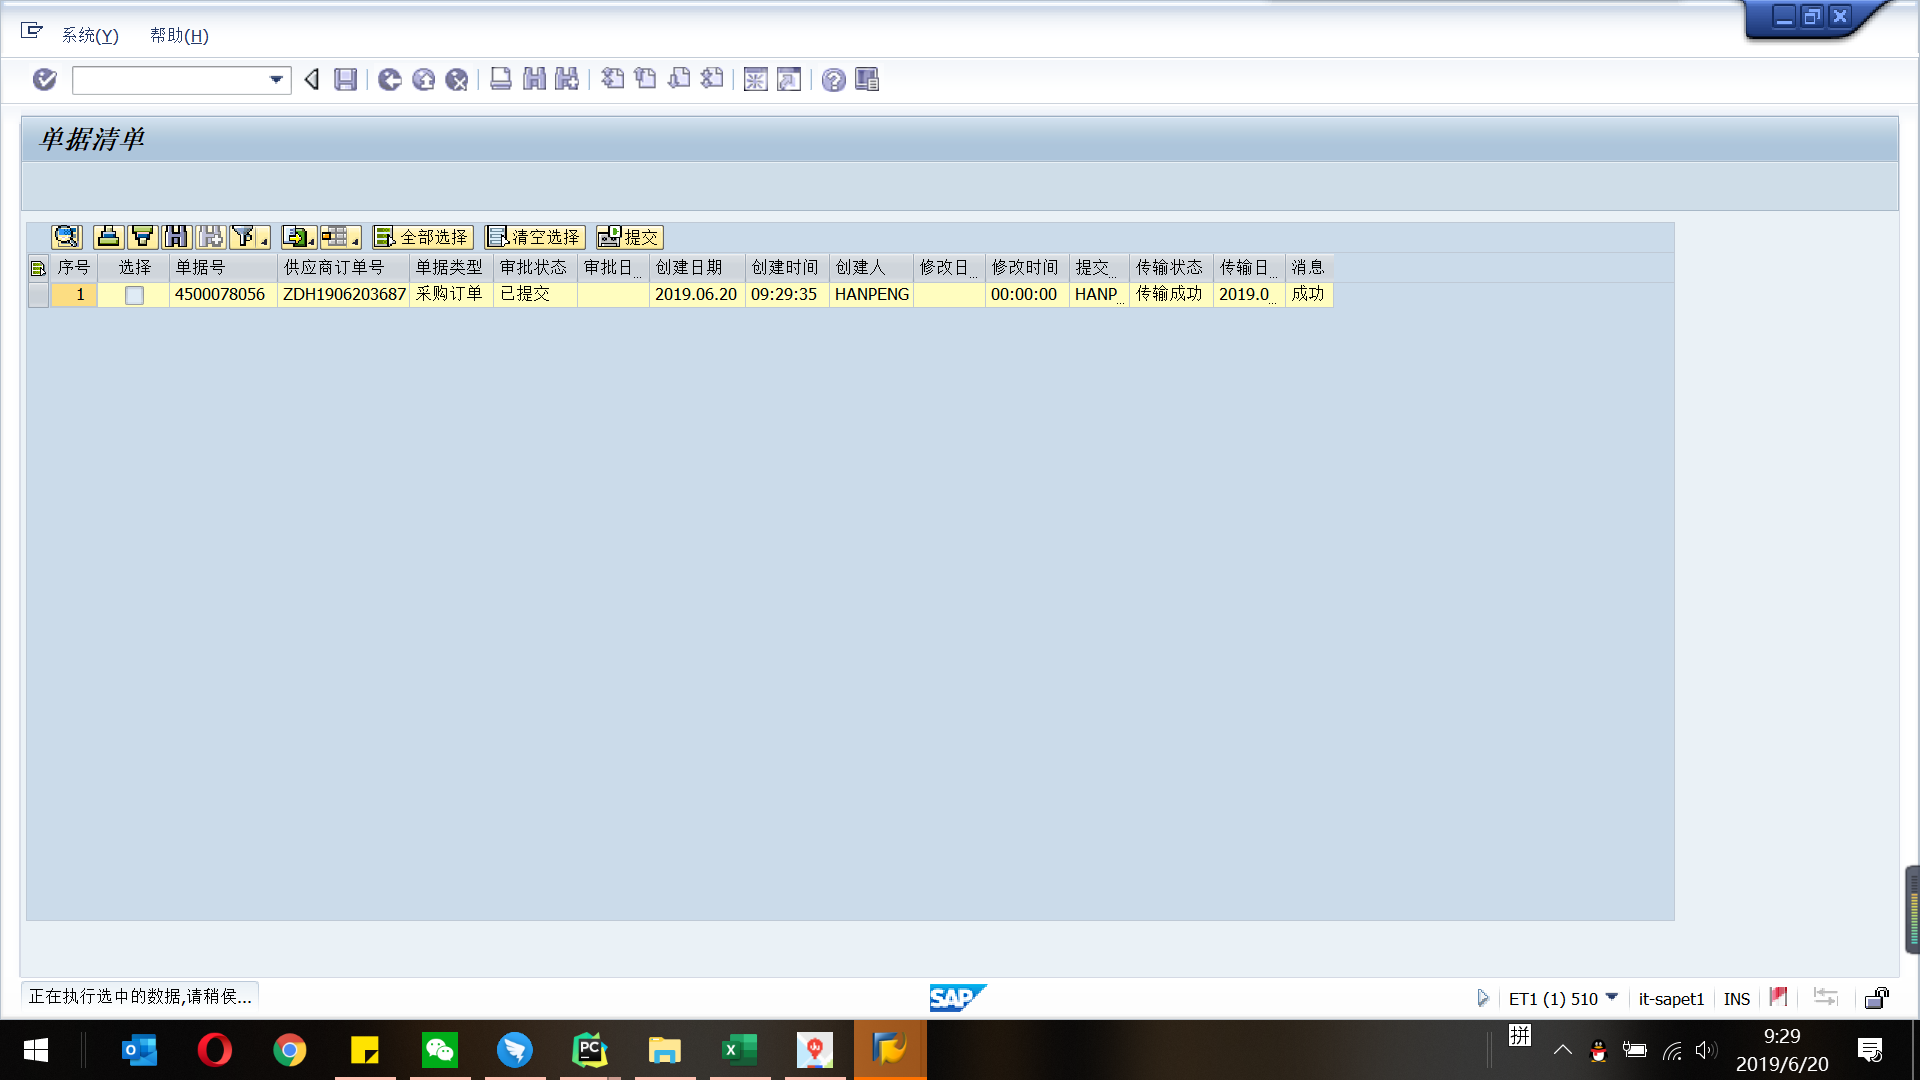 系统(Y) 帮助(H)
单据清单
全部选择 清空选择 提交
序号 选择 单据号 供应商订单号 单据类型 审批状态 审批日... 创建日期 创建时间 创建人 修改日... 修改时间 提交... 传输状态 传输日... 消息
1 4500078056 ZDH1906203687 采购订单 已提交 2019.06.20 09:29:35 HANPENG 00:00:00 HANP... 传输成功 2019.0... 成功
正在执行选中的数据,请稍侯...
SAP
ET1 (1) 510 it-sapet1 INS
拼
9:29
2019/6/20